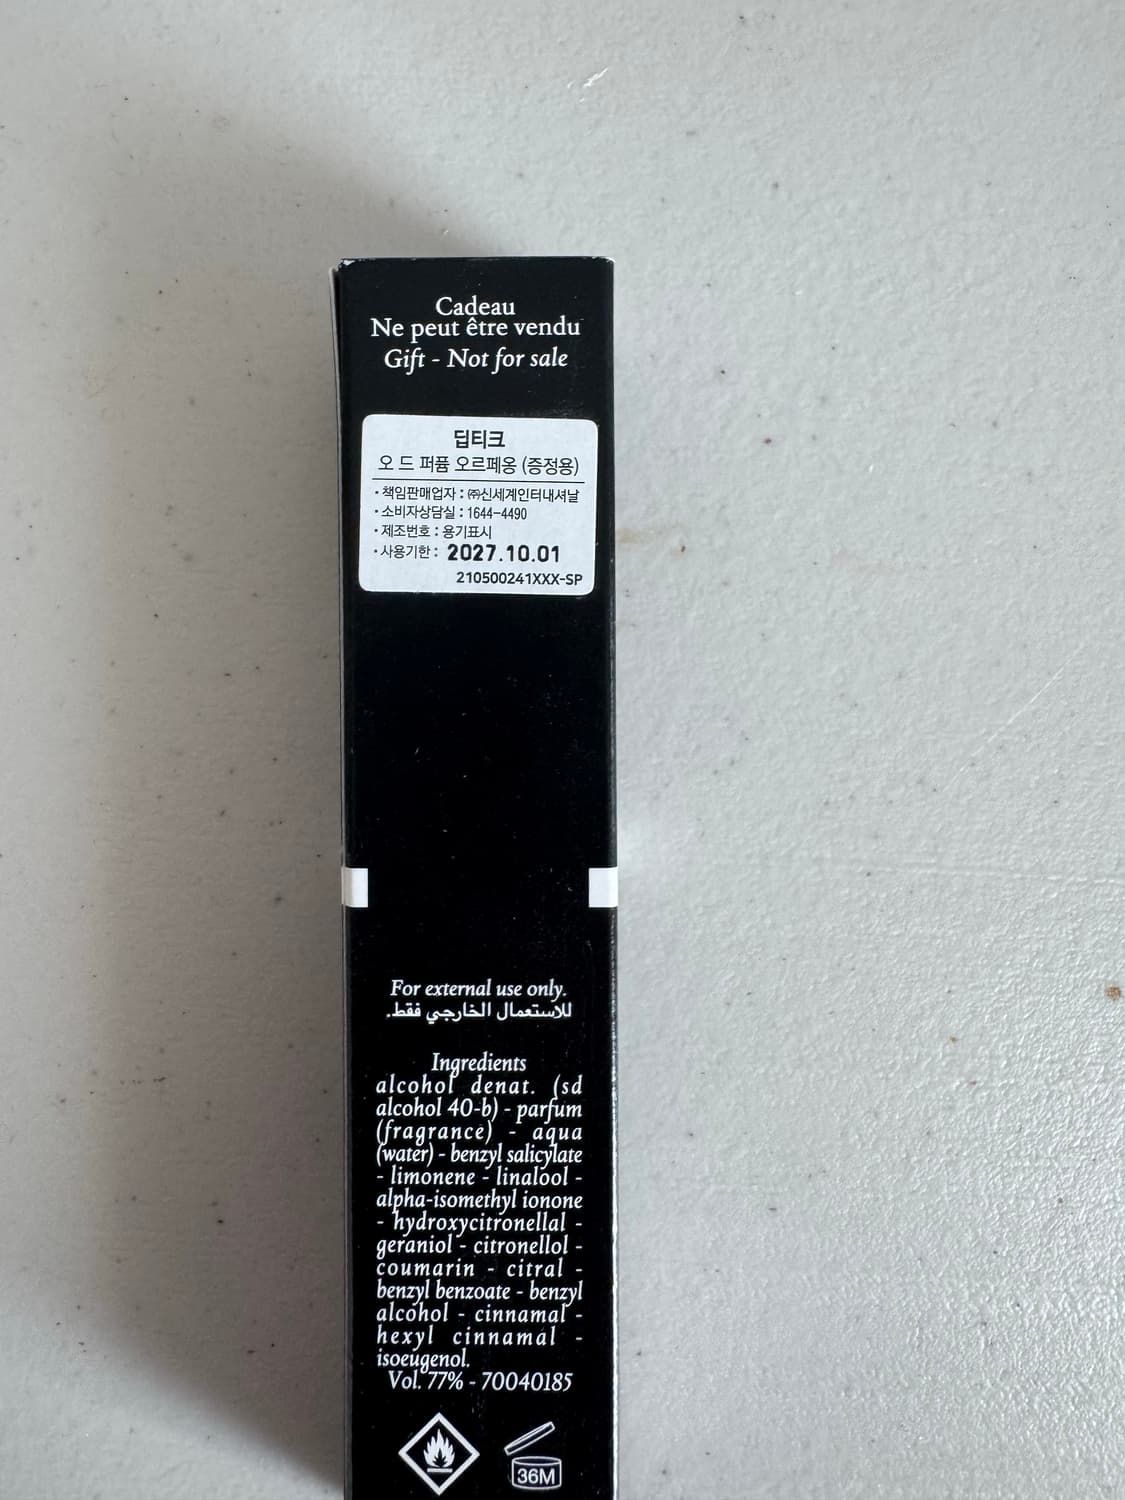 Cadeau
Ne peut être vendu
Gift - Not for sale
딥티크
오 드 퍼퓸 오르페옹 (증정용)
· 책임판매업자 : ㈜신세계인터내셔날
· 소비자상담실 : 1644-4490
· 제조번호 : 용기표시
· 사용기한 : 2027.10.01
210500241XXX-SP
For external use only.
للاستعمال الخارجي فقط.
Ingredients
alcohol denat. (sd
alcohol 40-b) - parfum
(fragrance) - aqua
(water) - benzyl salicylate
- limonene - linalool -
alpha-isomethyl ionone
- hydroxycitronellal -
geraniol - citronellol -
coumarin - citral -
benzyl benzoate - benzyl
alcohol - cinnamal -
hexyl cinnamal -
isoeugenol.
Vol. 77% - 70040185
36M